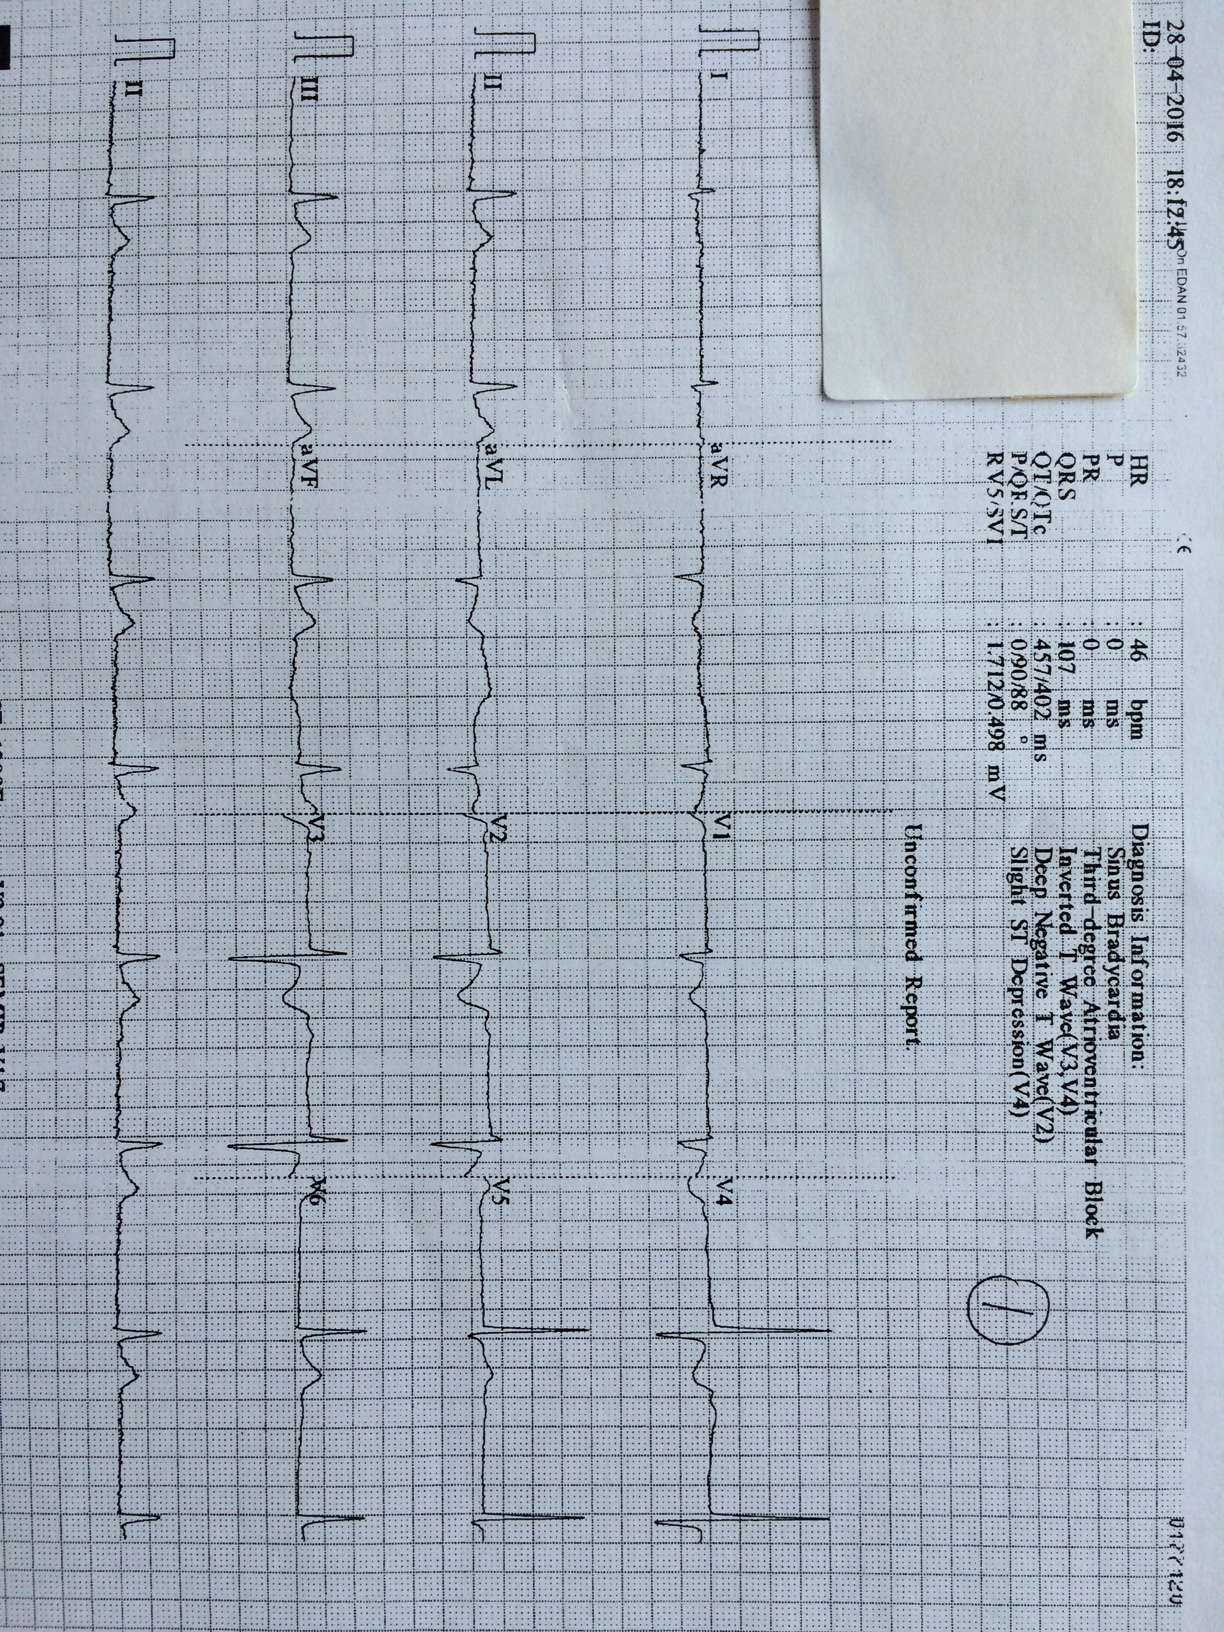 28-04-2016 18:12:45
ID:
0177120
HR : 46 bpm
P : 0 ms
PR : 0 ms
QRS : 107 ms
QT/QTc : 457/402 ms
P/QRS/T : 0/90/88 °
RV5/SV1 : 1.712/0.498 mV
Diagnosis Information:
Sinus Bradycardia
Third-degree Atrioventricular Block
Inverted T Wave(V3,V4)
Deep Negative T Wave(V2)
Slight ST Depression(V4)
Unconfirmed Report.
1
I aVR V1 V4
II aVL V2 V5
III aVF V3 V6
II